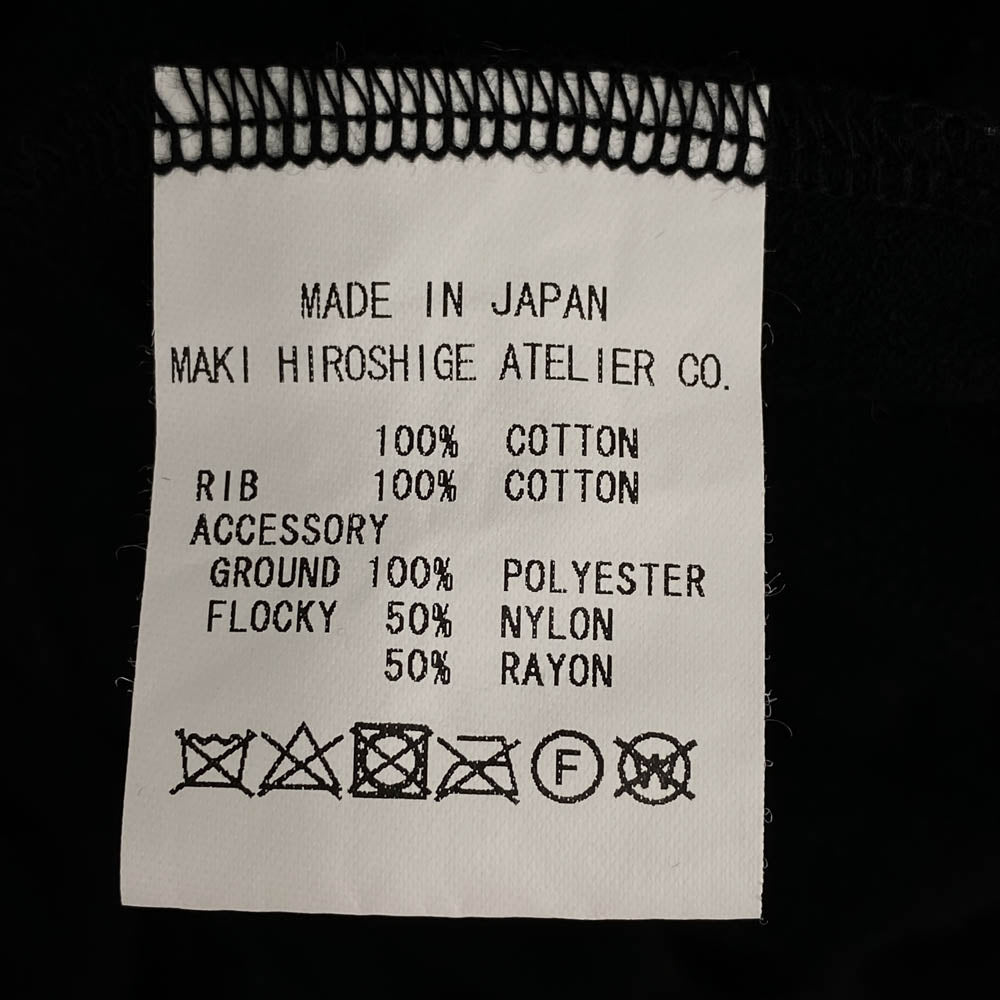 MADE IN JAPAN
MAKI HIROSHIGE ATELIER CO.
100% COTTON
RIB 100% COTTON
ACCESSORY
GROUND 100% POLYESTER
FLOCKY 50% NYLON
50% RAYON
F W